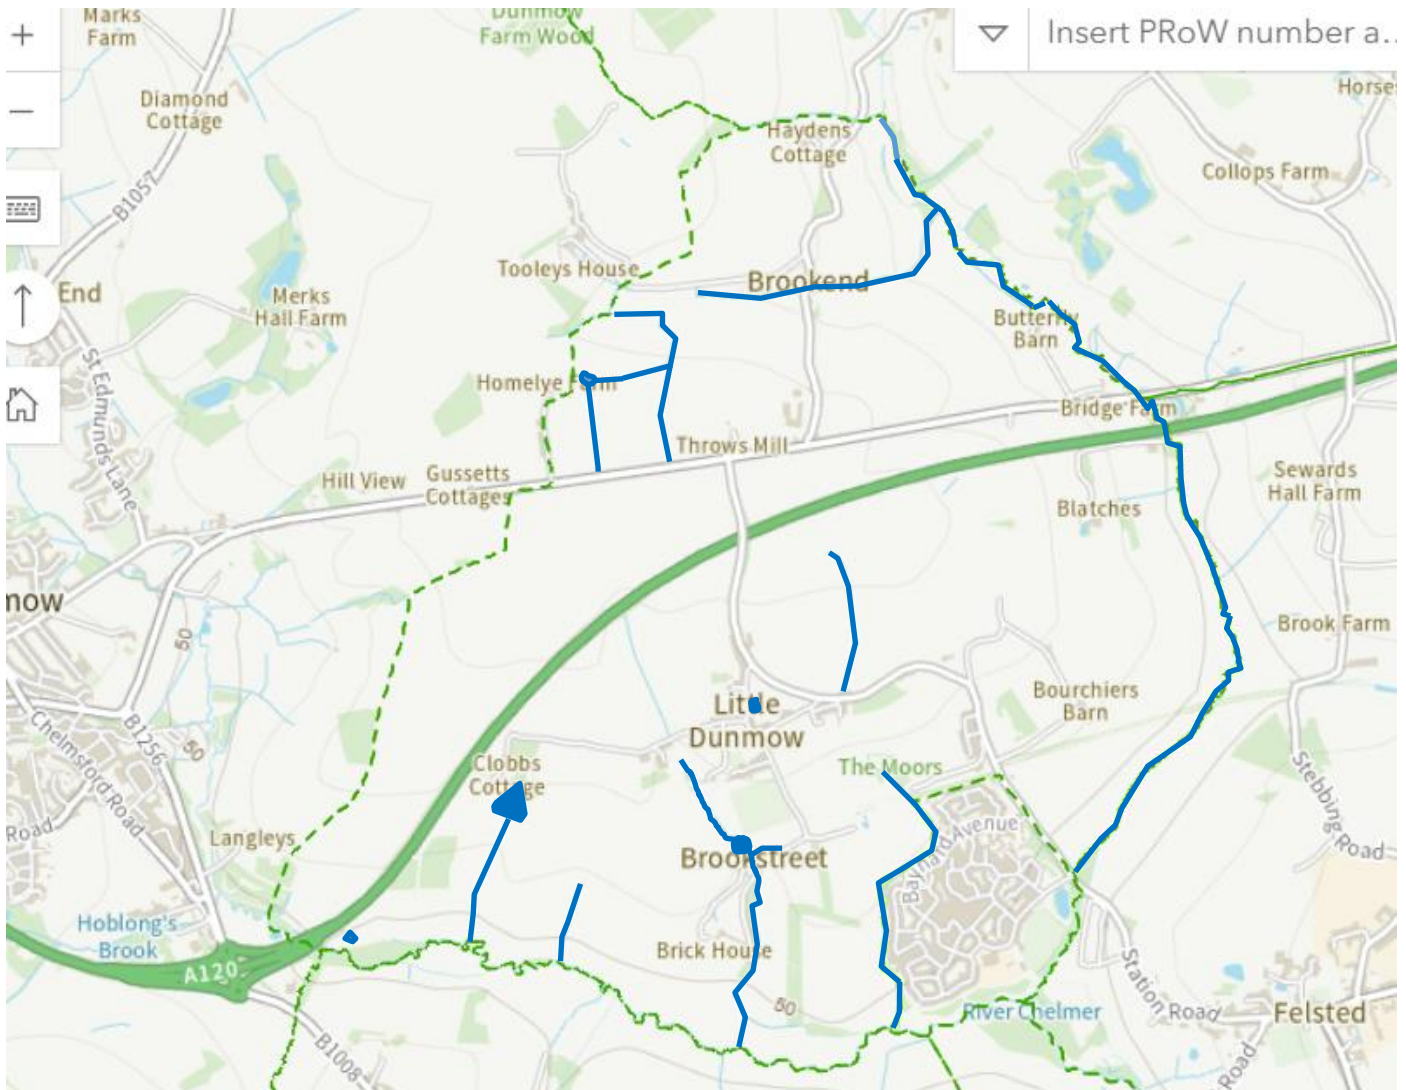 Marks
Farm
Dunmow
Farm Wood
Insert PRoW number a..
Diamond
Cottage
Haydens
Cottage
Horse
Collops Farm
B1057
End
Merks
Hall Farm
Tooleys House
Brookend
Butterfly
Barn
St Edmunds Lane
Homelye Farm
Bridge Farm
Throws Mill
Hill View
Gussetts
Cottages
Sewards
Hall Farm
Blatches
mow
50
Brook Farm
Little
Dunmow
Bourchiers
Barn
Chelmsford Road
B1256
50
Clobbs
Cottage
The Moors
Stebbing Road
Road
Langleys
Brookstreet
Baynard Avenue
Hoblong's
Brook
A120
Brick House
50
River Chelmer
Station Road
Felsted
B1008
Road